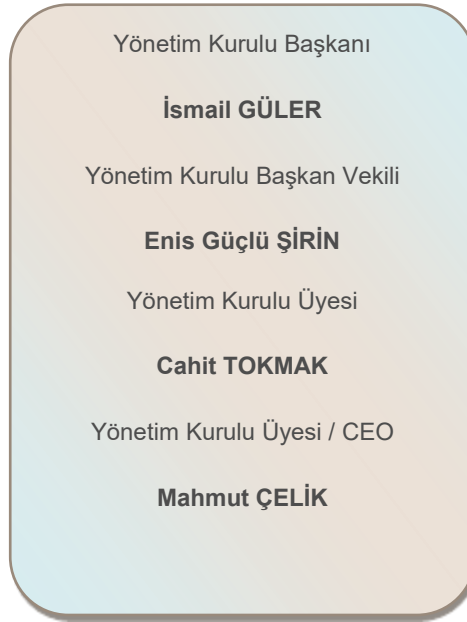 Yönetim Kurulu Başkanı
İsmail GÜLER
Yönetim Kurulu Başkan Vekili
Enis Güçlü ŞİRİN
Yönetim Kurulu Üyesi
Cahit TOKMAK
Yönetim Kurulu Üyesi / CEO
Mahmut ÇELİK